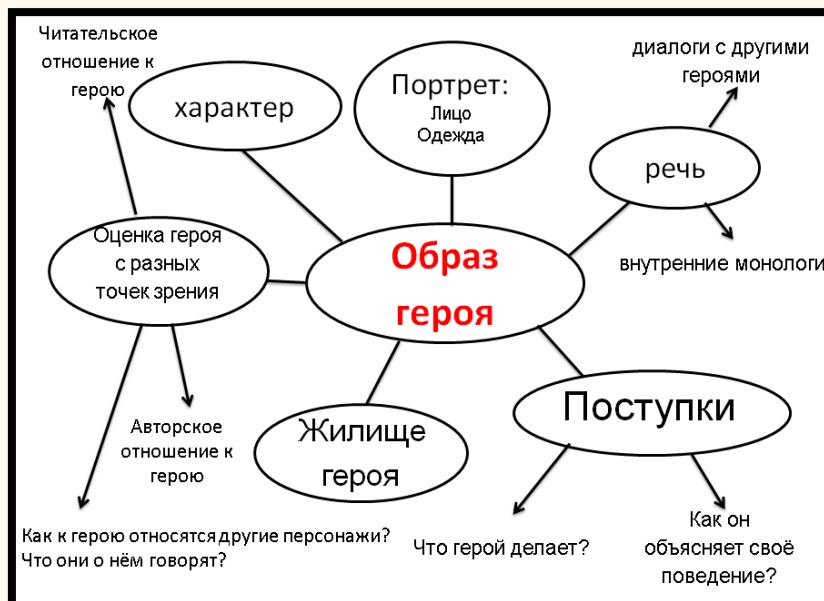 Читательское
отношение к
герою
характер
Портрет:
Лицо
Одежда
диалоги с другими
героями
речь
внутренние монологи
Оценка героя
с разных
точек зрения
Образ
героя
Авторское
отношение к
герою
Жилище
героя
Поступки
Как к герою относятся другие персонажи?
Что они о нём говорят?
Что герой делает?
Как он
объясняет своё
поведение?